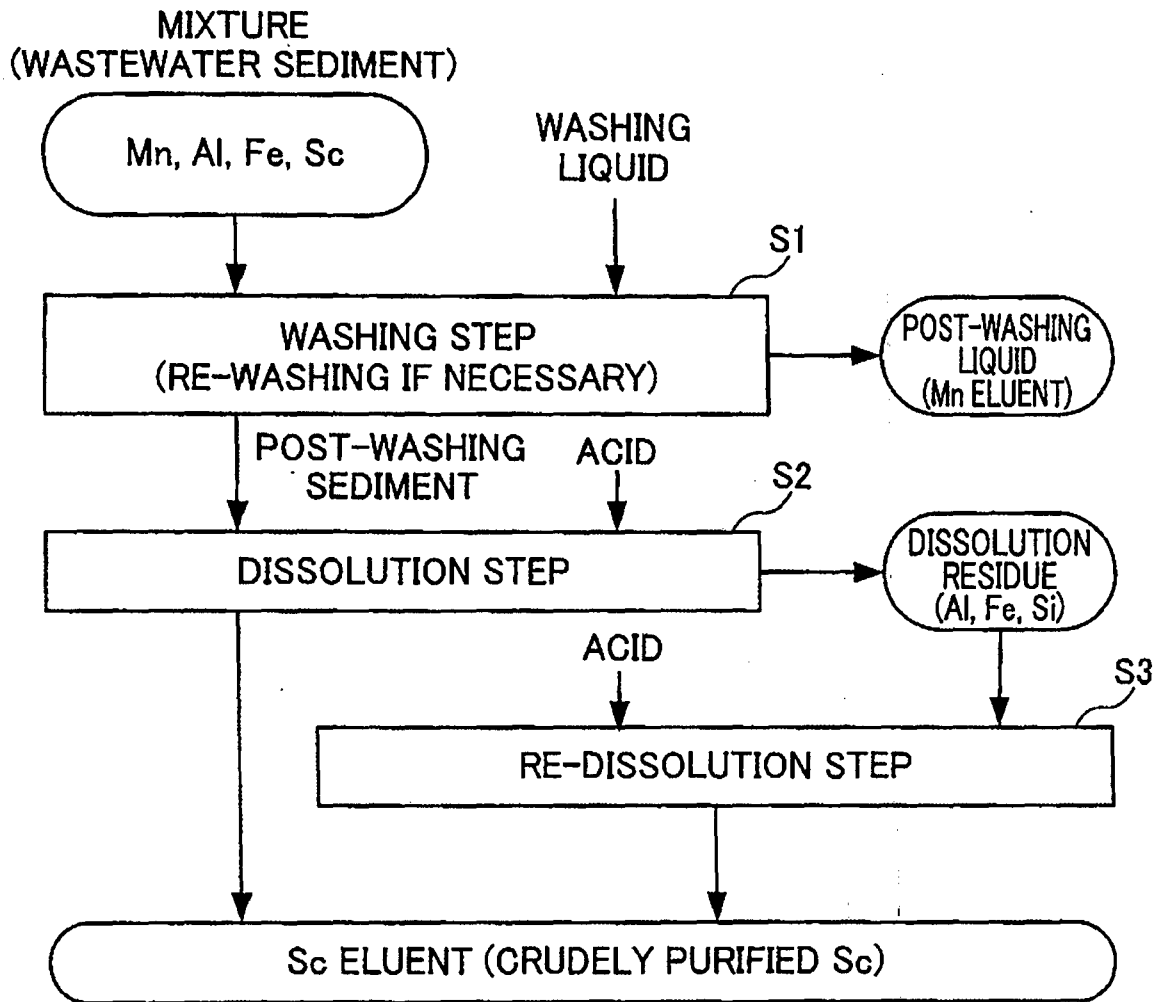 MIXTURE
(WASTEWATER SEDIMENT)
Mn, Al, Fe, Sc
WASHING
LIQUID
S1
WASHING STEP
(RE-WASHING IF NECESSARY)
POST-WASHING
LIQUID
(Mn ELUENT)
POST-WASHING
SEDIMENT
ACID
S2
DISSOLUTION STEP
DISSOLUTION
RESIDUE
(Al, Fe, Si)
ACID
S3
RE-DISSOLUTION STEP
Sc ELUENT (CRUDELY PURIFIED Sc)